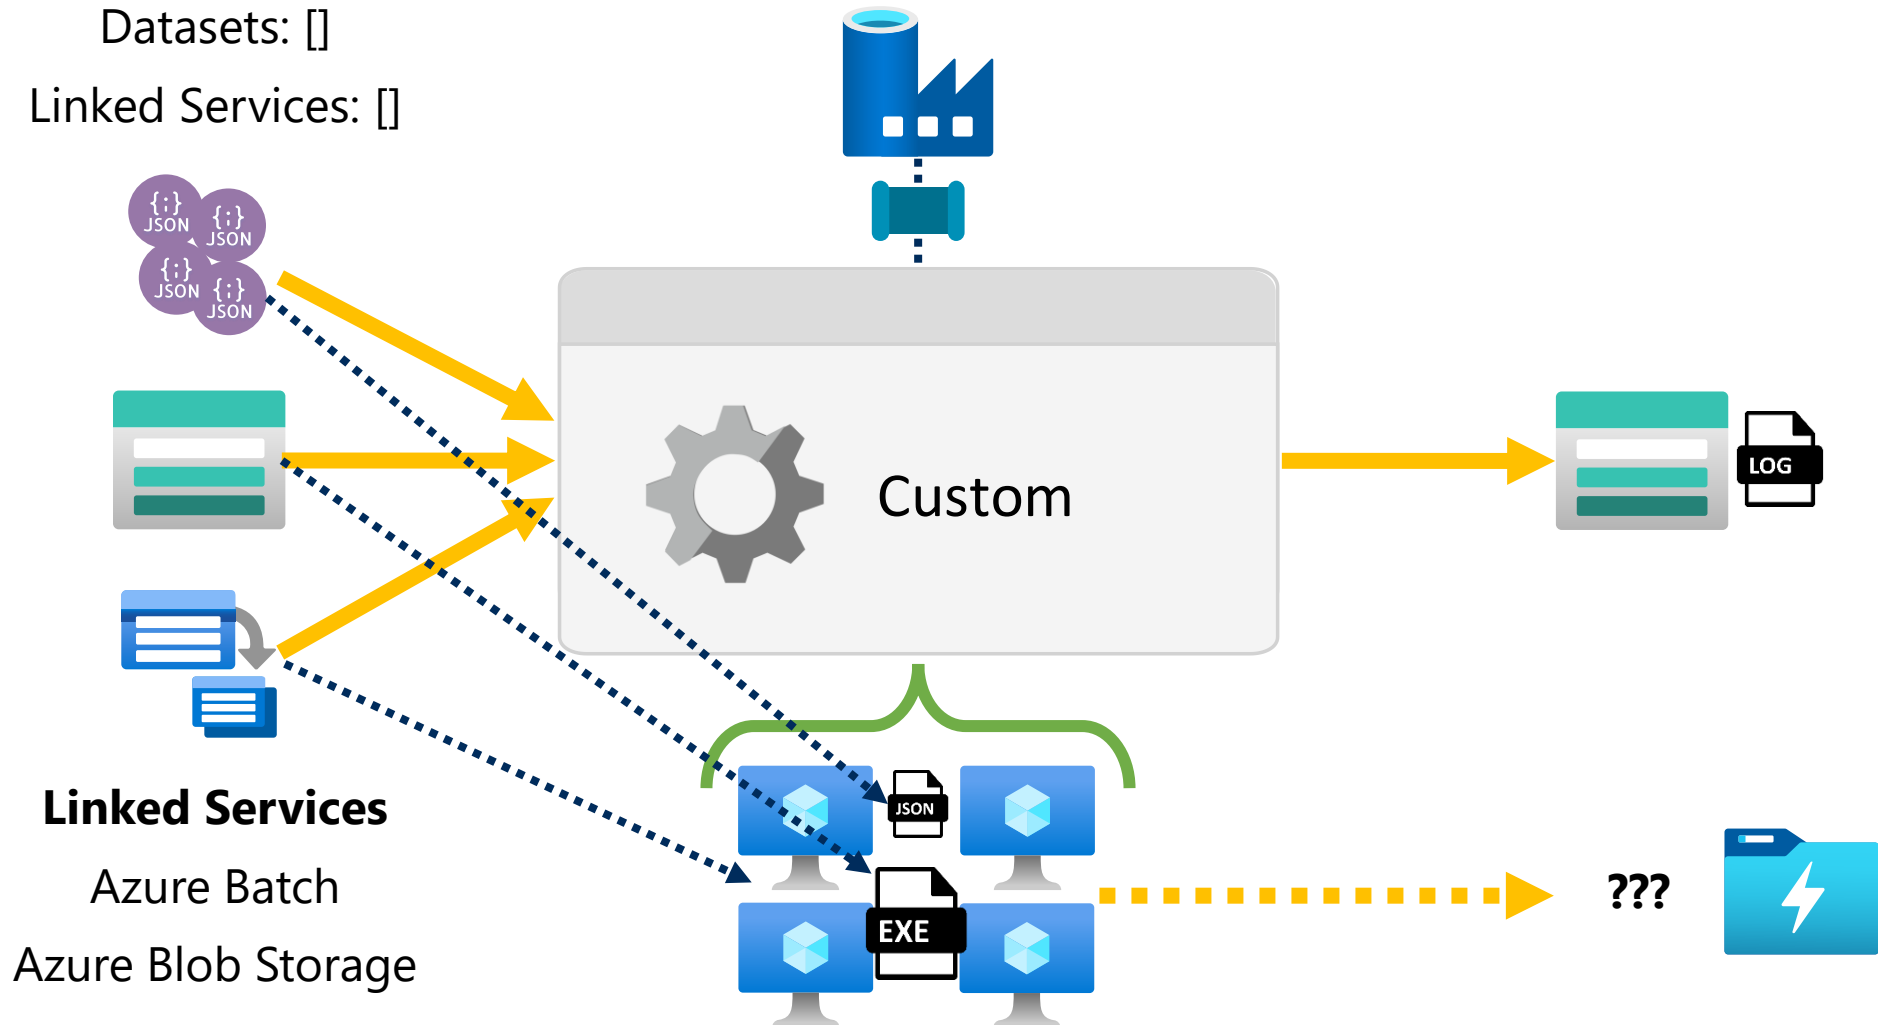 Datasets: []
Linked Services: []
{;}
JSON
{;}
JSON
{;}
JSON
{;}
JSON
Custom
LOG
Linked Services
Azure Batch
Azure Blob Storage
JSON
EXE
???